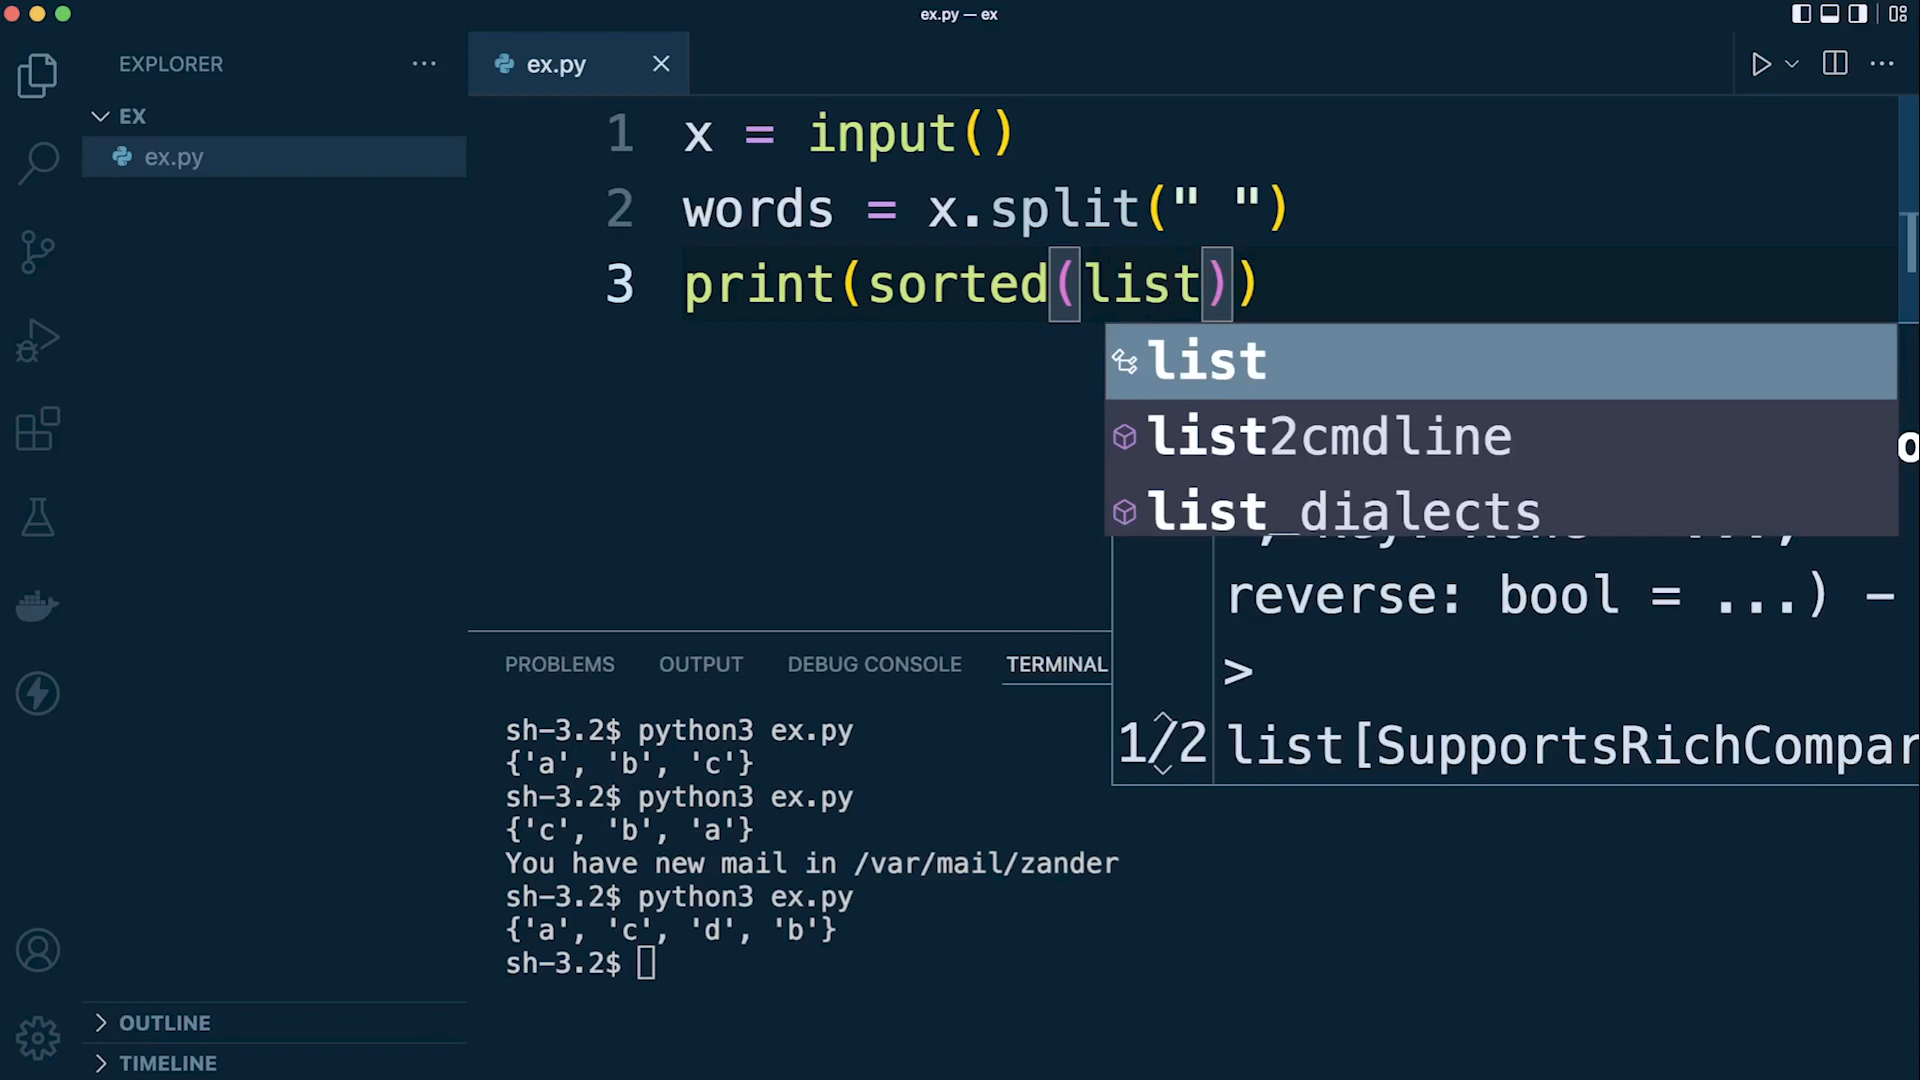 ex.py — ex
EXPLORER
EX
ex.py
ex.py
1 x = input()
2 words = x.split(" ")
3 print(sorted(list))
list
list2cmdline
list_dialects
reverse: bool = ...) -
>
1/2 list[SupportsRichCompar
PROBLEMS OUTPUT DEBUG CONSOLE TERMINAL
sh-3.2$ python3 ex.py
{'a', 'b', 'c'}
sh-3.2$ python3 ex.py
{'c', 'b', 'a'}
You have new mail in /var/mail/zander
sh-3.2$ python3 ex.py
{'a', 'c', 'd', 'b'}
sh-3.2$
OUTLINE
TIMELINE